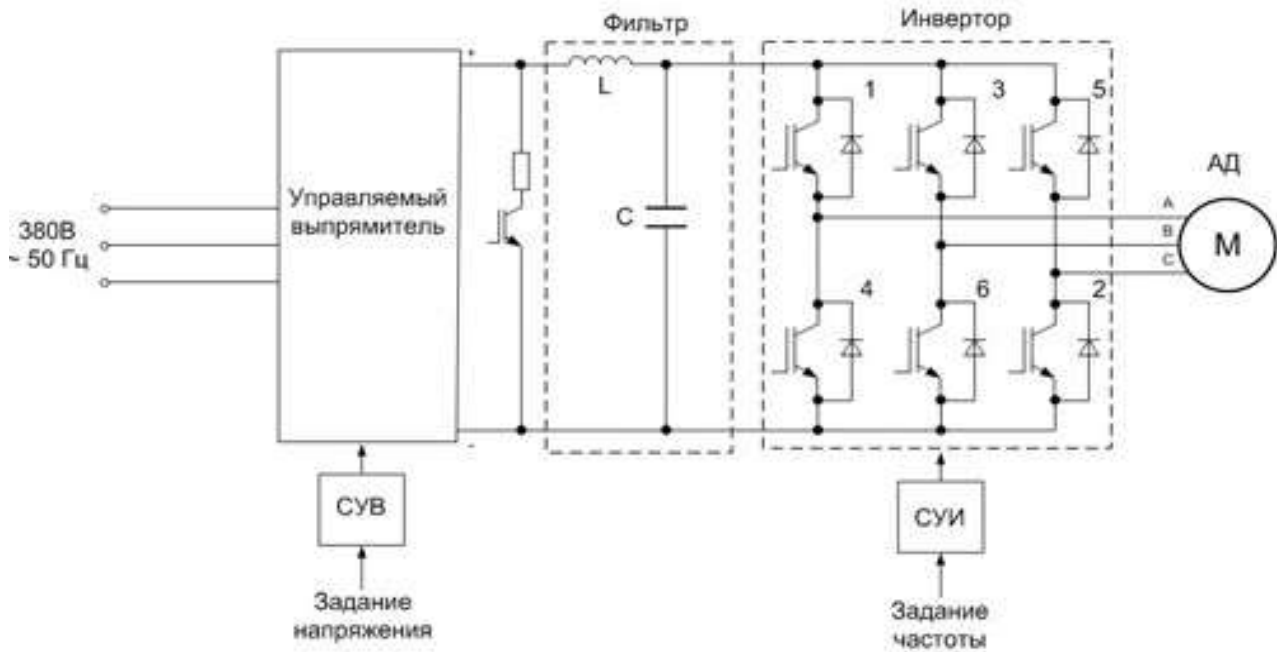 Фильтр
Инвертор
+
L
1
3
5
АД
Управляемый
выпрямитель
380В
~ 50 Гц
C
A
B
C
М
4
6
2
-
СУВ
СУИ
Задание
напряжения
Задание
частоты